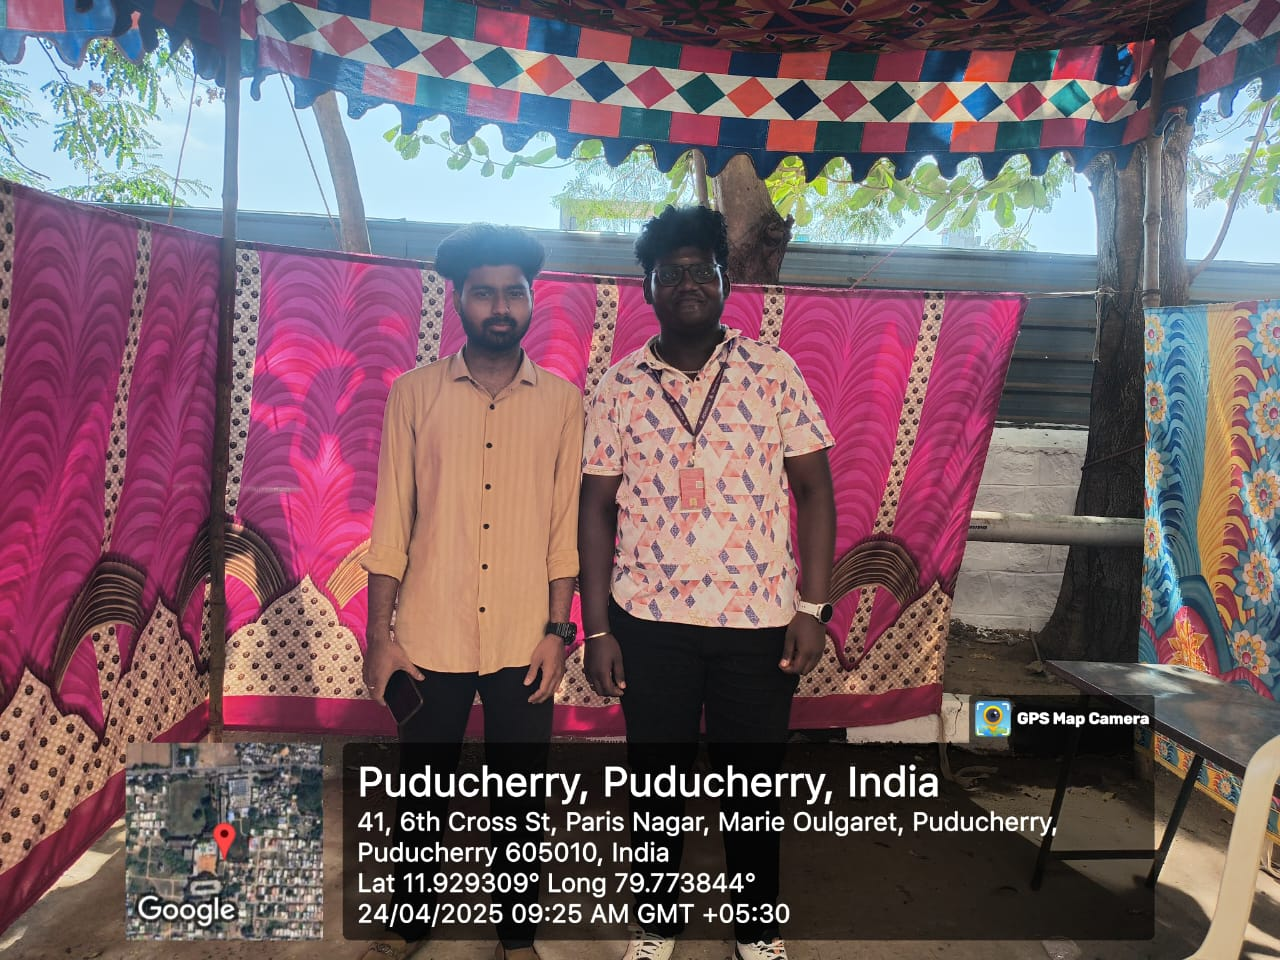 GPS Map Camera
Puducherry, Puducherry, India
41, 6th Cross St, Paris Nagar, Marie Oulgaret, Puducherry,
Puducherry 605010, India
Lat 11.929309° Long 79.773844°
24/04/2025 09:25 AM GMT +05:30
Google